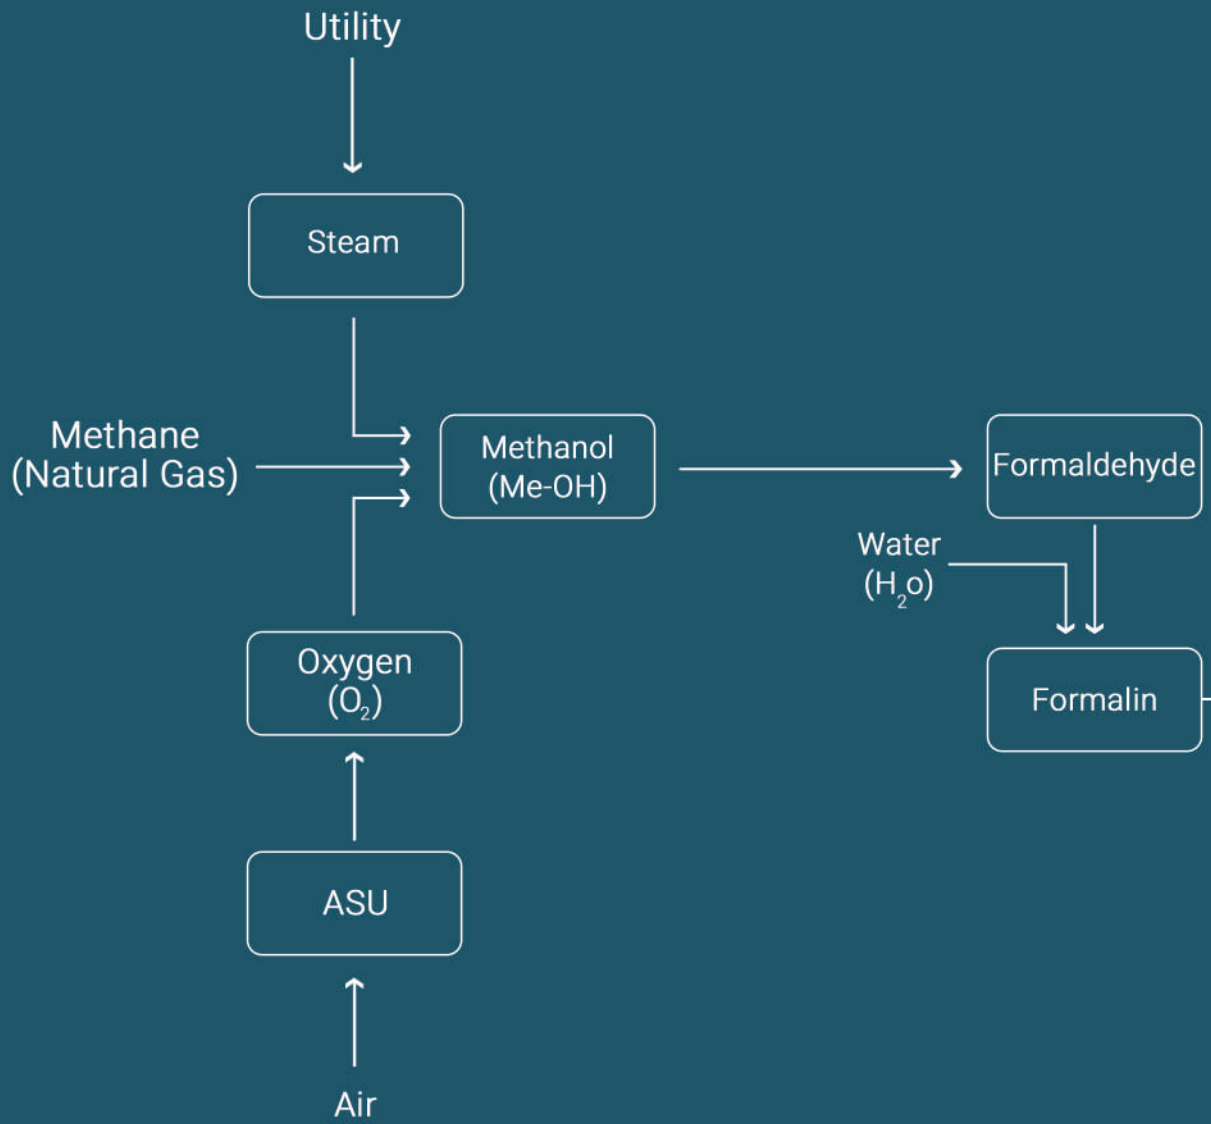 Utility
Steam
Methane
(Natural Gas)
Methanol
(Me-OH)
Formaldehyde
Water
(H₂o)
Oxygen
(O₂)
Formalin
ASU
Air